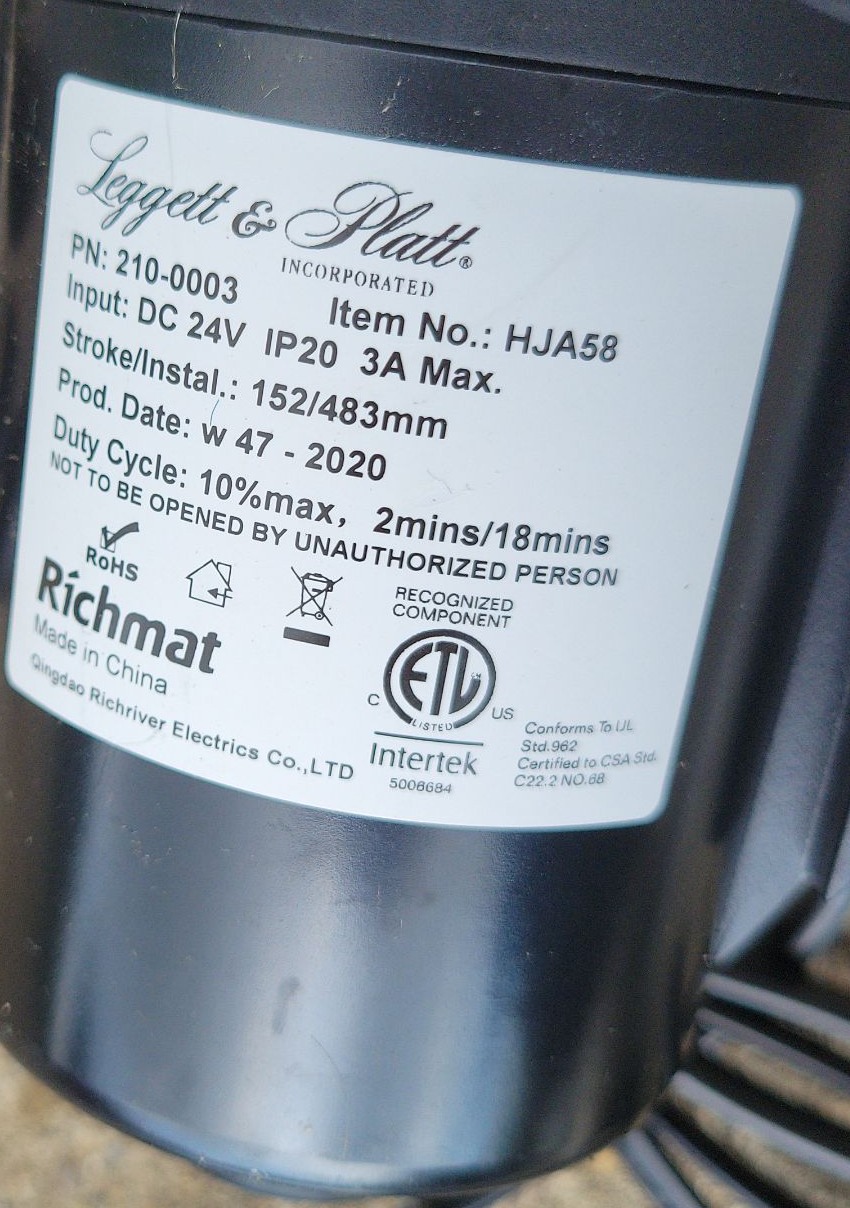 Leggett & Platt®
INCORPORATED
PN: 210-0003 Item No.: HJA58
Input: DC 24V IP20 3A Max.
Stroke/Instal.: 152/483mm
Prod. Date: w 47 - 2020
Duty Cycle: 10%max, 2mins/18mins
NOT TO BE OPENED BY UNAUTHORIZED PERSON
RoHS
Richmat
Made in China
Qingdao Richriver Electrics Co.,LTD
RECOGNIZED
COMPONENT
C ETL US
LISTED
Intertek
5008684
Conforms To UL
Std.962
Certified to CSA Std.
C22.2 NO.68